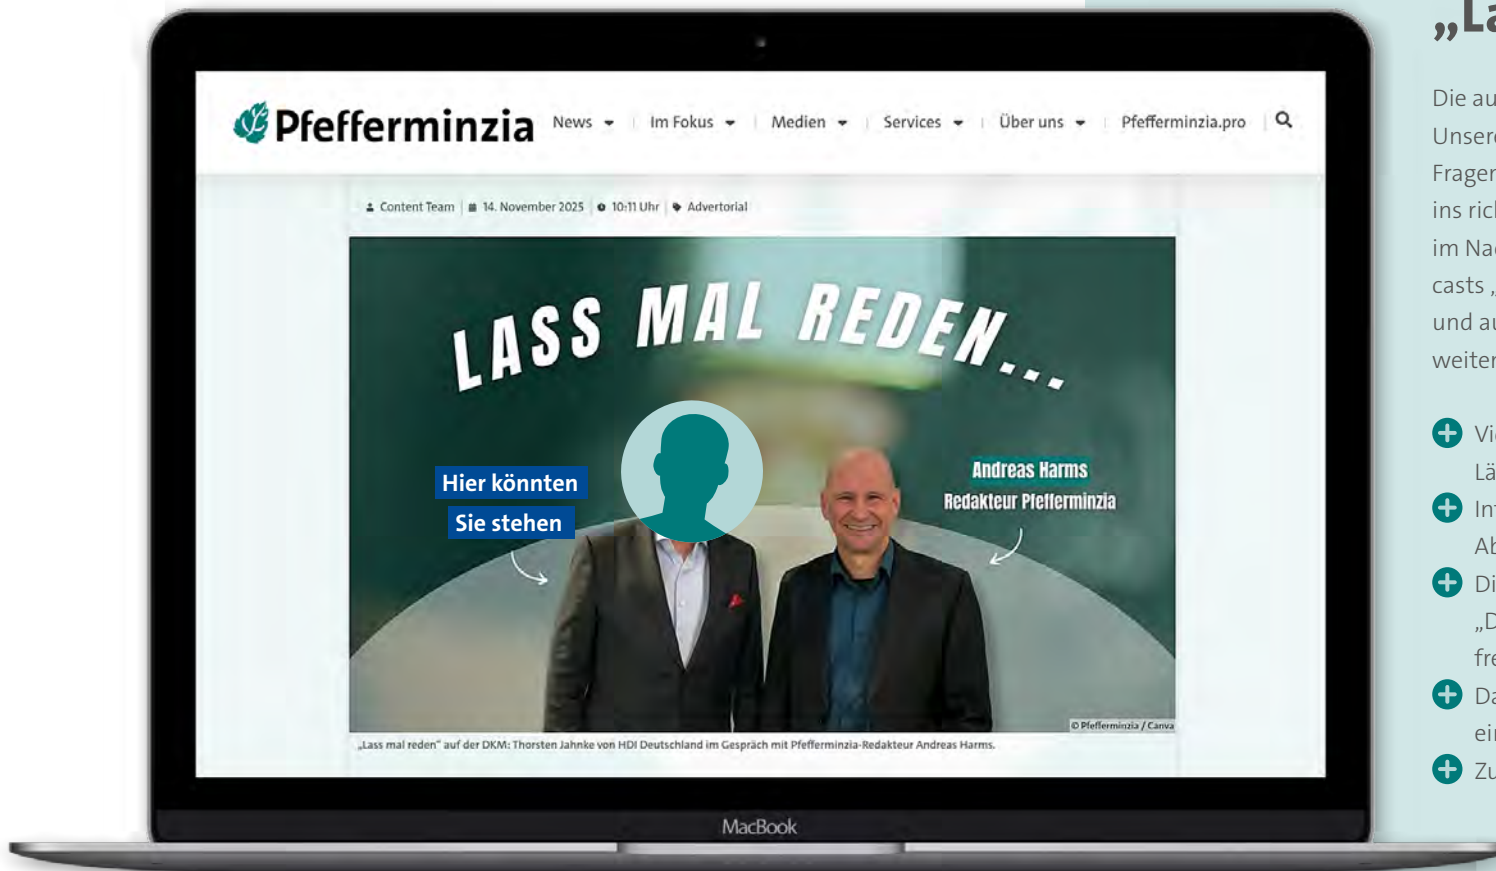 Pfefferminzia
News
Im Fokus
Medien
Services
Über uns
Pfefferminzia.pro
Content Team
14. November 2025
10:11 Uhr
Advertorial
LASS MAL REDEN...
Hier könnten
Sie stehen
Andreas Harms
Redakteur Pfefferminzia
© Pfefferminzia / Canva
„Lass mal reden“ auf der DKM: Thorsten Jahnke von HDI Deutschland im Gespräch mit Pfefferminzia-Redakteur Andreas Harms.
MacBook
„La
Die au
Unser
Frager
ins ric
im Na
casts „
und au
weiter
Vi
Lä
Int
Ab
Di
„D
fre
Da
ein
Zu